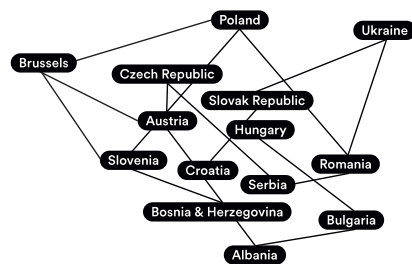 Poland
Ukraine
Brussels
Czech Republic
Slovak Republic
Austria
Hungary
Slovenia
Croatia
Romania
Serbia
Bosnia & Herzegovina
Bulgaria
Albania